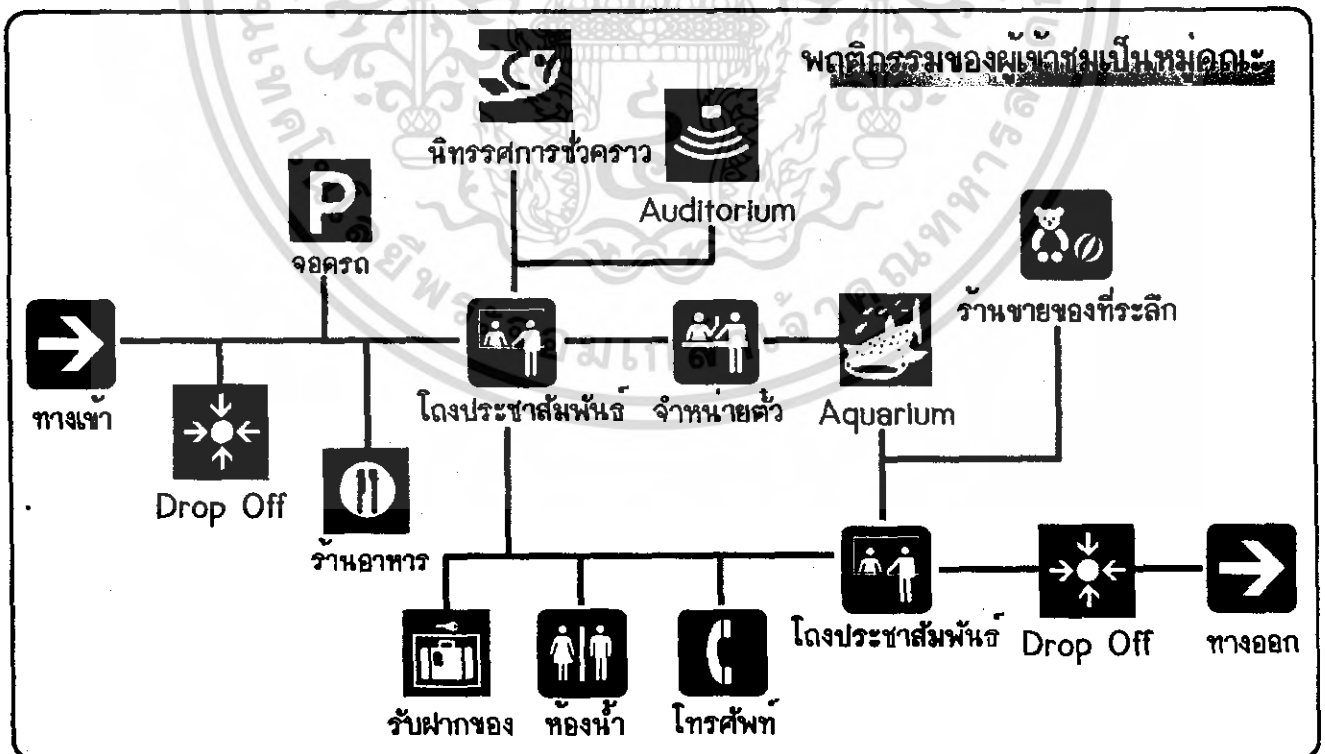 พฤติกรรมของผู้เข้าชมเป็นหมู่คณะ
นิทรรศการชั่วคราว
Auditorium
P
จอดรถ
ร้านขายของที่ระลึก
ทางเข้า
โถงประชาสัมพันธ์
จำหน่ายตั๋ว
Aquarium
Drop Off
ร้านอาหาร
โถงประชาสัมพันธ์
Drop Off
ทางออก
รับฝากของ
ห้องน้ำ
โทรศัพท์